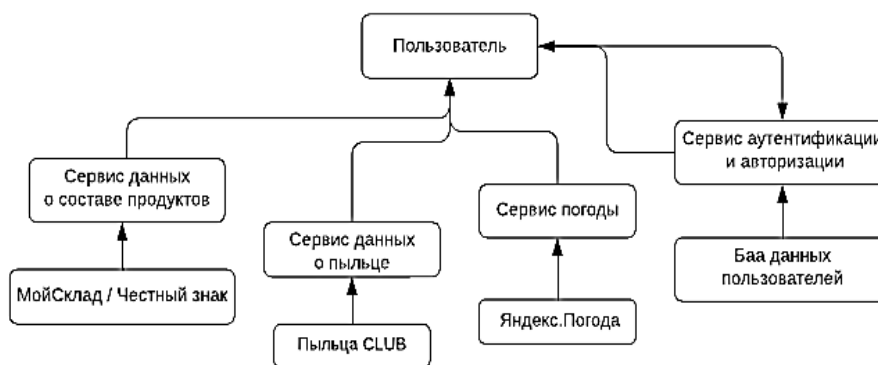 Пользователь
Сервис аутентификации
и авторизации
Сервис данных
о составе продуктов
Сервис погоды
Сервис данных
о пыльце
Баа данных
пользователей
МойСклад / Честный знак
Яндекс.Погода
Пыльца CLUB